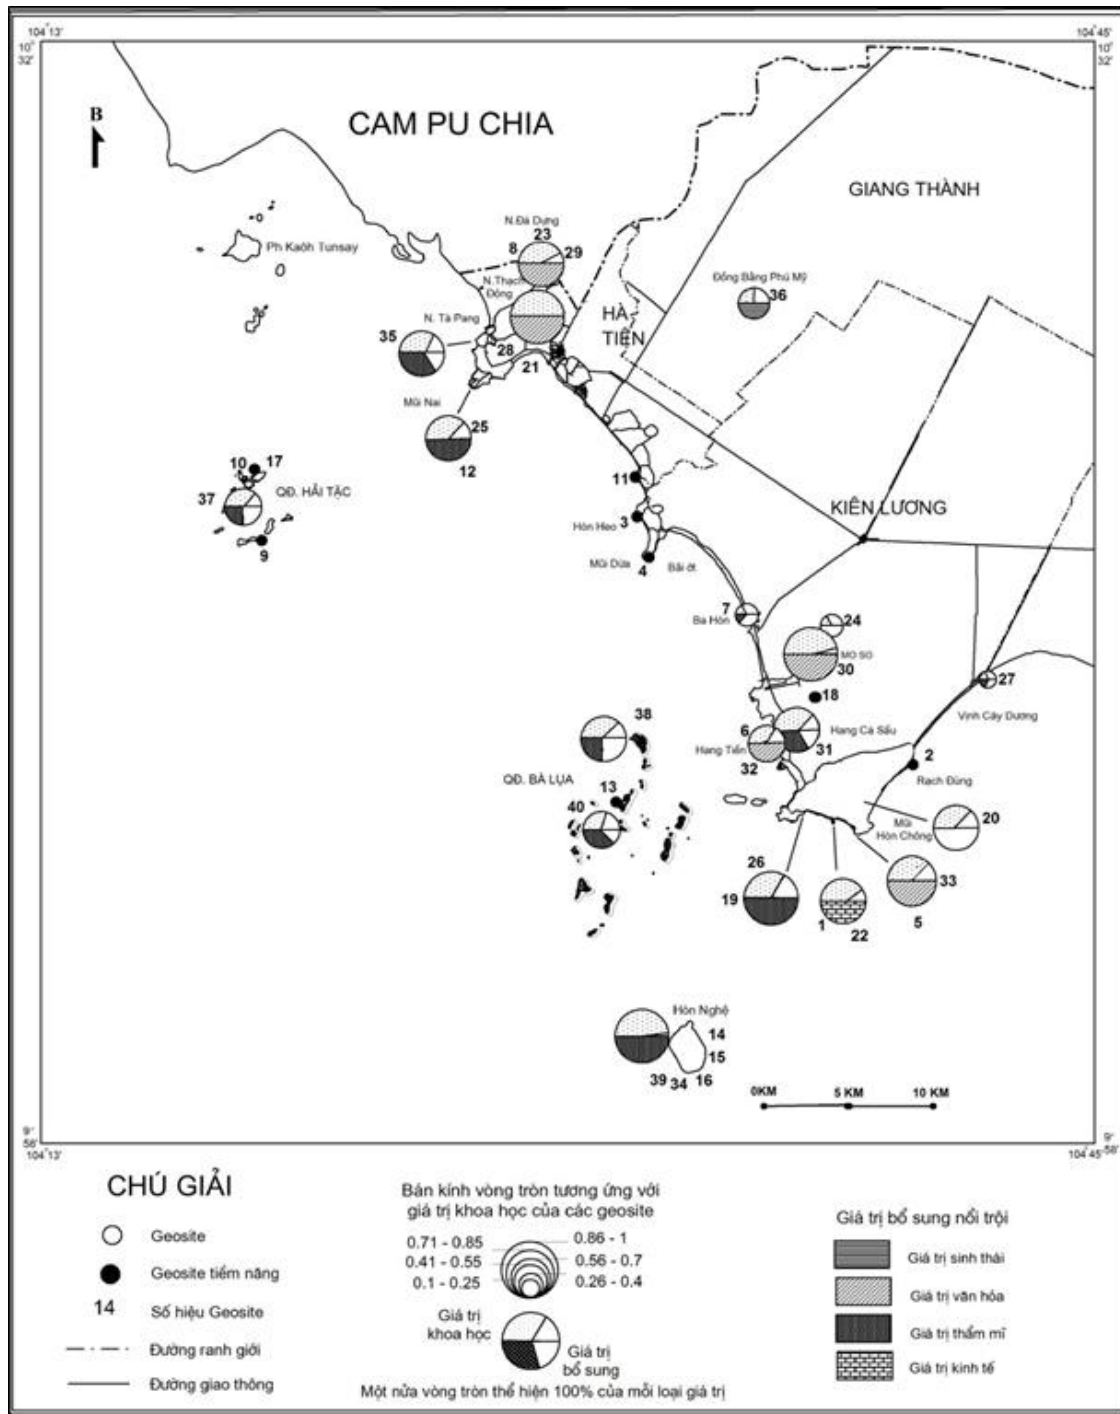 104°13'
104°45'
10°
32'
10°
32'
B
CAM PU CHIA
GIANG THÀNH
N.Đá Dựng
23
8
29
Ph Kaôh Tunsay
N.Thạch
Động
Đồng Bằng Phú Mỹ
36
N. Tà Pang
HÀ
TIÊN
35
28
21
Mũi Nai
25
12
10
17
37
QĐ. HẢI TẶC
9
11
KIÊN LƯƠNG
3
Hòn Heo
Mũi Dừa
4
Bãi ớt
7
Ba Hòn
24
MO SO
30
18
27
Vịnh Cây Dương
38
6
Hang Cá Sấu
Hang Tiền
31
32
2
Rạch Đùng
QĐ. BÀ LỤA
13
40
Mũi
Hòn Chông
20
26
19
33
1
22
5
Hòn Nghệ
14
15
39
34
16
0KM
5 KM
10 KM
9°
58'
9°
58'
104°13'
104°45'
CHÚ GIẢI
Geosite
Geosite tiềm năng
14
Số hiệu Geosite
Đường ranh giới
Đường giao thông
Bán kính vòng tròn tương ứng với
giá trị khoa học của các geosite
0.71 - 0.85
0.86 - 1
0.41 - 0.55
0.56 - 0.7
0.1 - 0.25
0.26 - 0.4
Giá trị
khoa học
Giá trị
bổ sung
Một nửa vòng tròn thể hiện 100% của mỗi loại giá trị
Giá trị bổ sung nổi trội
Giá trị sinh thái
Giá trị văn hóa
Giá trị thẩm mĩ
Giá trị kinh tế